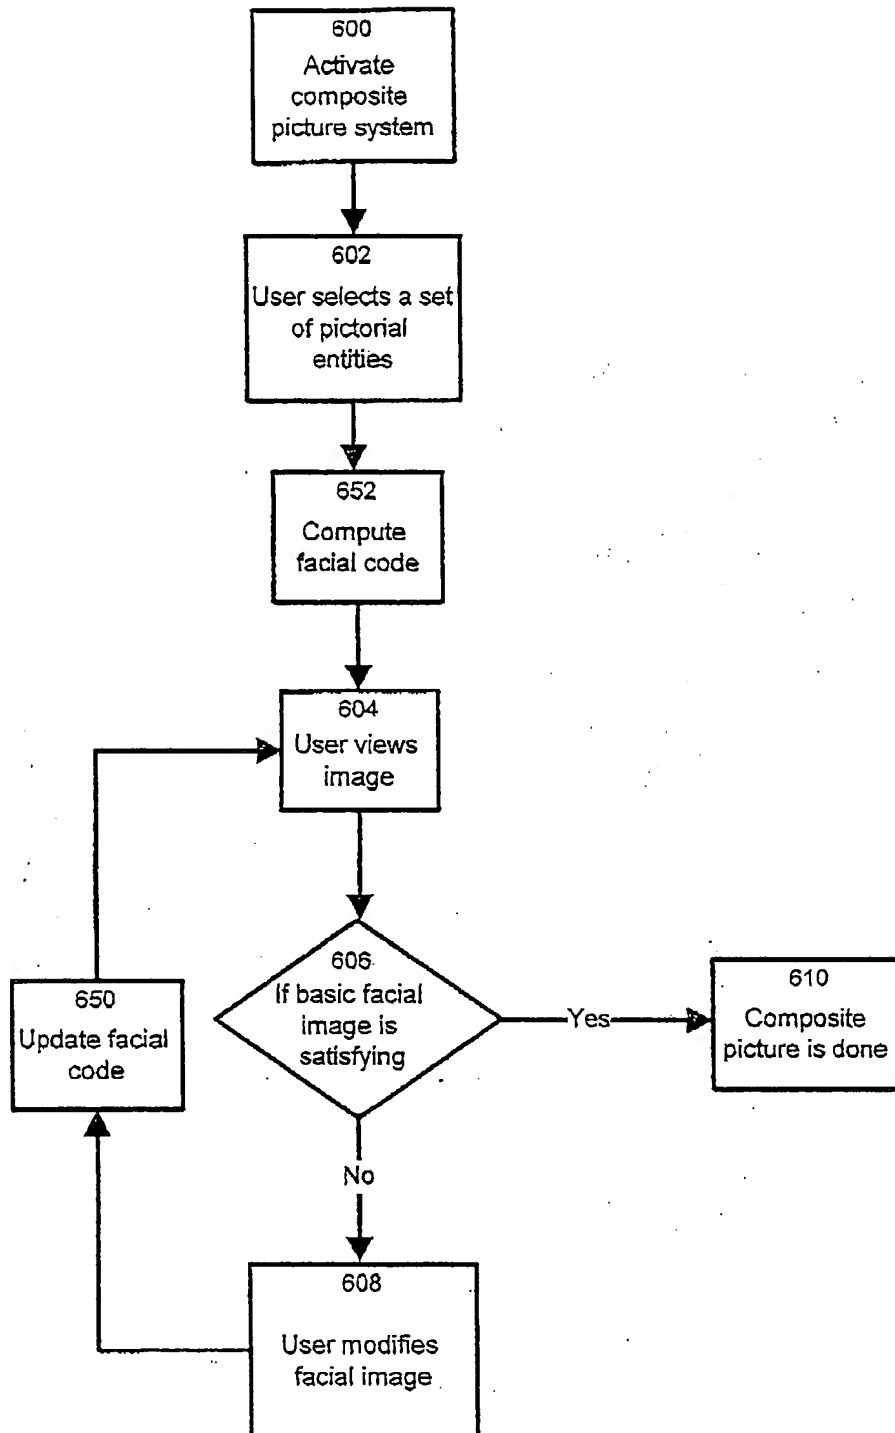 600
Activate
composite
picture system
602
User selects a set
of pictorial
entities
652
Compute
facial code
604
User views
image
606
If basic facial
image is
satisfying
Yes
610
Composite
picture is done
650
Update facial
code
No
608
User modifies
facial image